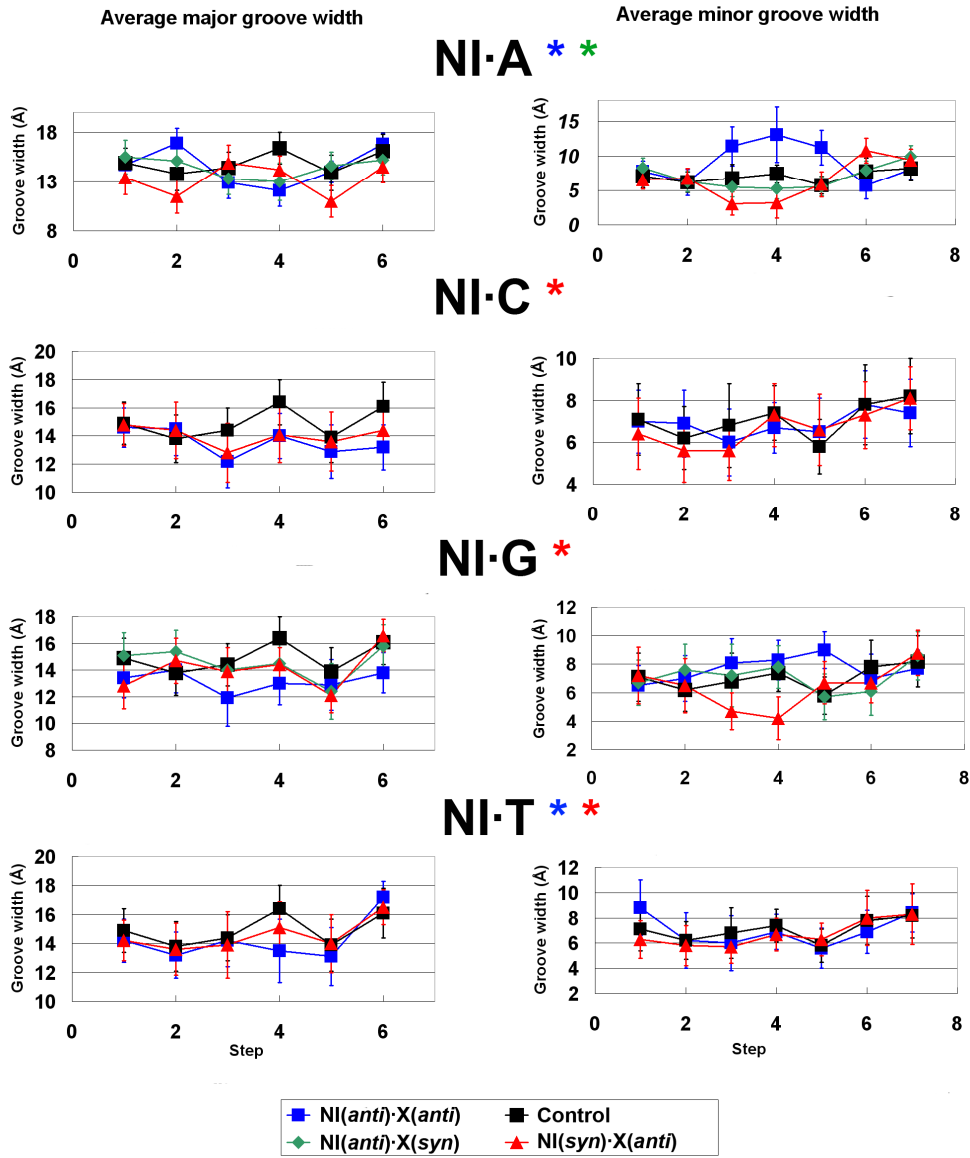 Average major groove width
Average minor groove width
NI·A * *
Groove width (Å)
18
13
8
0 2 4 6
Groove width (Å)
15
10
5
0
0 2 4 6 8
NI·C *
Groove width (Å)
20
18
16
14
12
10
0 2 4 6
Groove width (Å)
10
8
6
4
0 2 4 6 8
NI·G *
Groove width (Å)
18
16
14
12
10
8
0 2 4 6
Groove width (Å)
12
10
8
6
4
2
0 2 4 6 8
NI·T * *
Groove width (Å)
20
18
16
14
12
10
0 2 4 6
Step
Groove width (Å)
12
10
8
6
4
2
0 2 4 6 8
Step
NI(anti)·X(anti)
Control
NI(anti)·X(syn)
NI(syn)·X(anti)